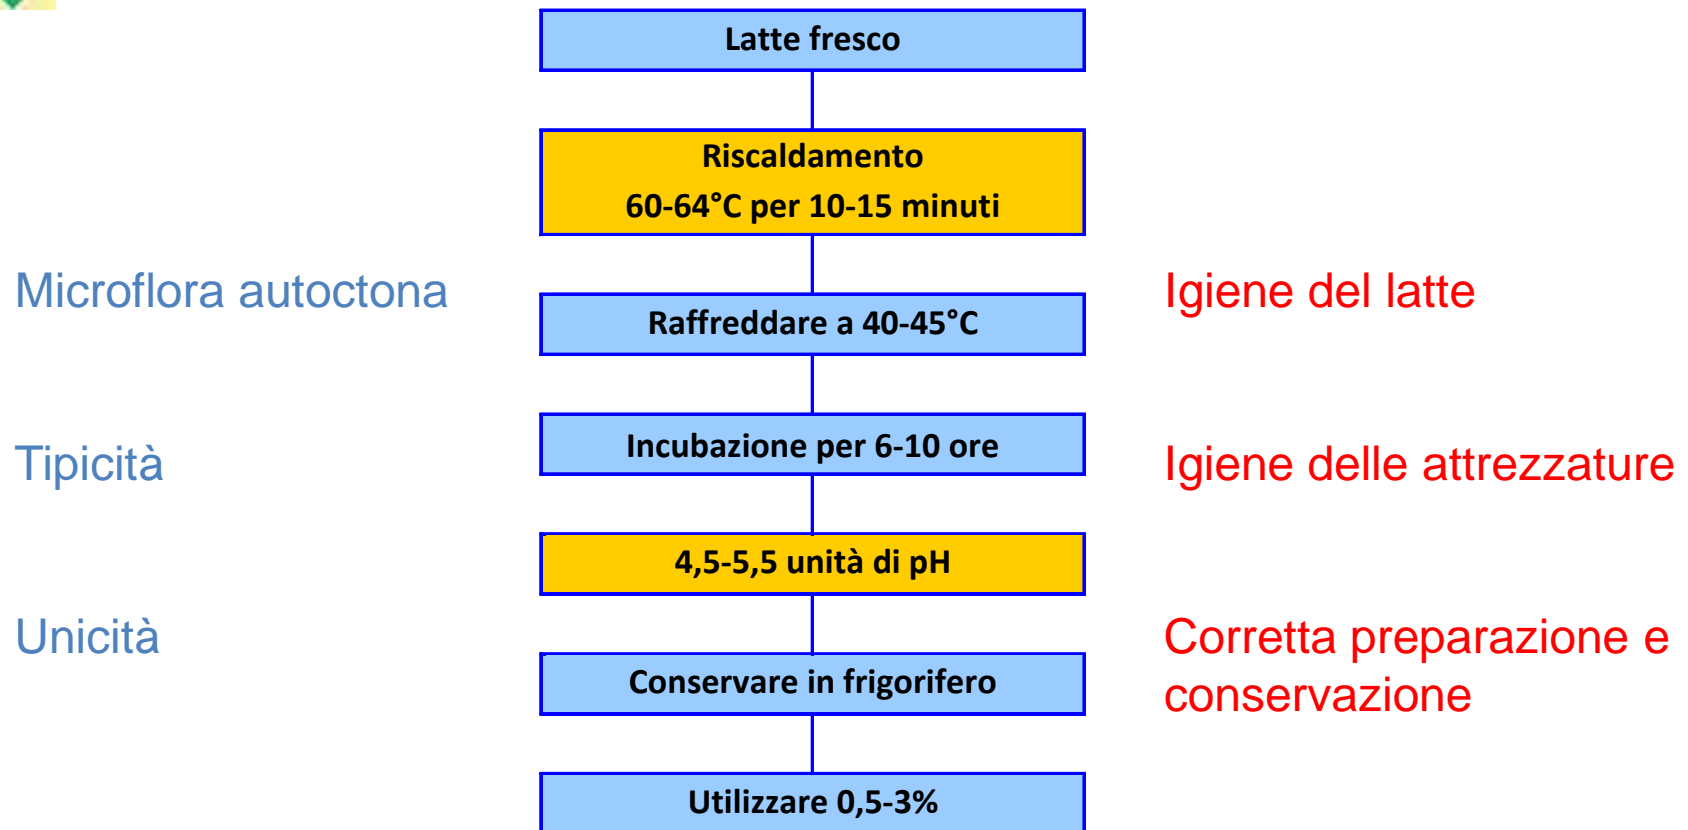 Latte fresco
Riscaldamento
60-64°C per 10-15 minuti
Microflora autoctona
Raffreddare a 40-45°C
Igiene del latte
Tipicità
Incubazione per 6-10 ore
Igiene delle attrezzature
4,5-5,5 unità di pH
Unicità
Conservare in frigorifero
Corretta preparazione e
conservazione
Utilizzare 0,5-3%